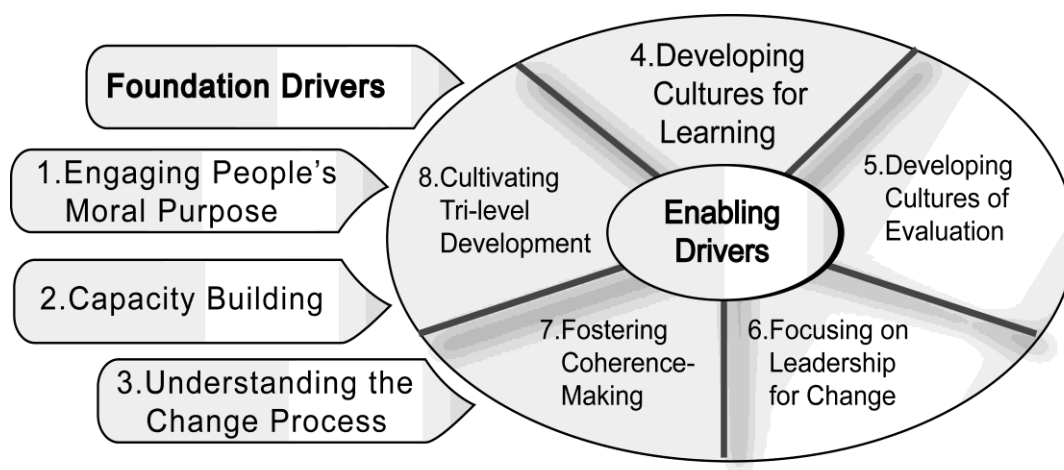 Foundation Drivers
1.Engaging People's
Moral Purpose
2.Capacity Building
3.Understanding the
Change Process
4.Developing
Cultures for
Learning
5.Developing
Cultures of
Evaluation
6.Focusing on
Leadership
for Change
7.Fostering
Coherence-
Making
8.Cultivating
Tri-level
Development
Enabling
Drivers